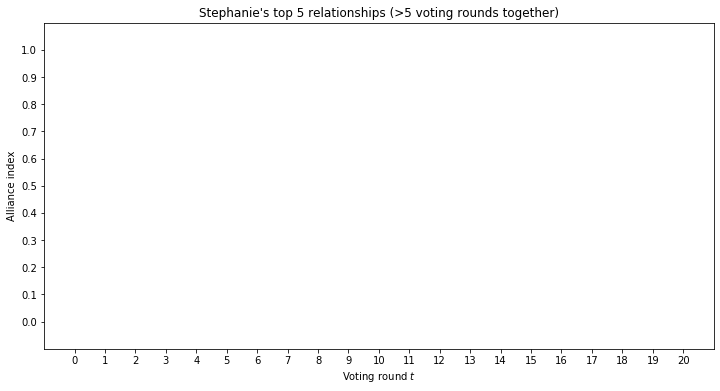 Stephanie's top 5 relationships (>5 voting rounds together)
1.0
0.9
0.8
0.7
0.6
0.5
0.4
0.3
0.2
0.1
0.0
Alliance index
0 1 2 3 4 5 6 7 8 9 10 11 12 13 14 15 16 17 18 19 20
Voting round t